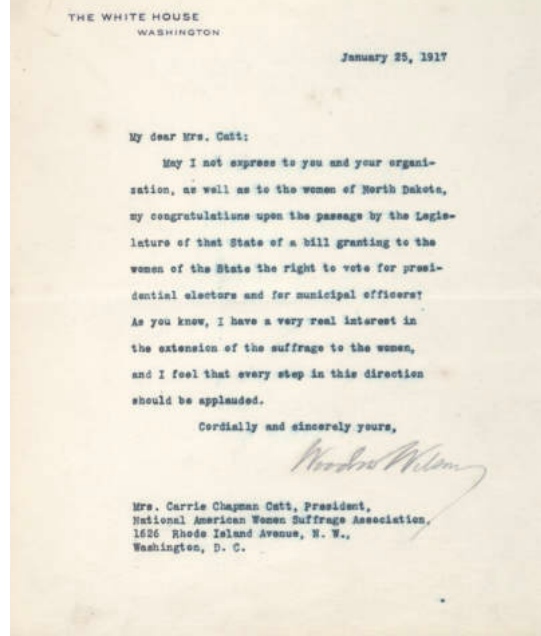 THE WHITE HOUSE
WASHINGTON
January 25, 1917
My dear Mrs. Catt:
May I not express to you and your organi-
zation, as well as to the women of North Dakota,
my congratulations upon the passage by the Legis-
lature of that State of a bill granting to the
women of the State the right to vote for presi-
dential electors and for municipal officers?
As you know, I have a very real interest in
the extension of the suffrage to the women,
and I feel that every step in this direction
should be applauded.
Cordially and sincerely yours,
Woodrow Wilson
Mrs. Carrie Chapman Catt, President,
National American Women Suffrage Association,
1626 Rhode Island Avenue, N. W.,
Washington, D. C.